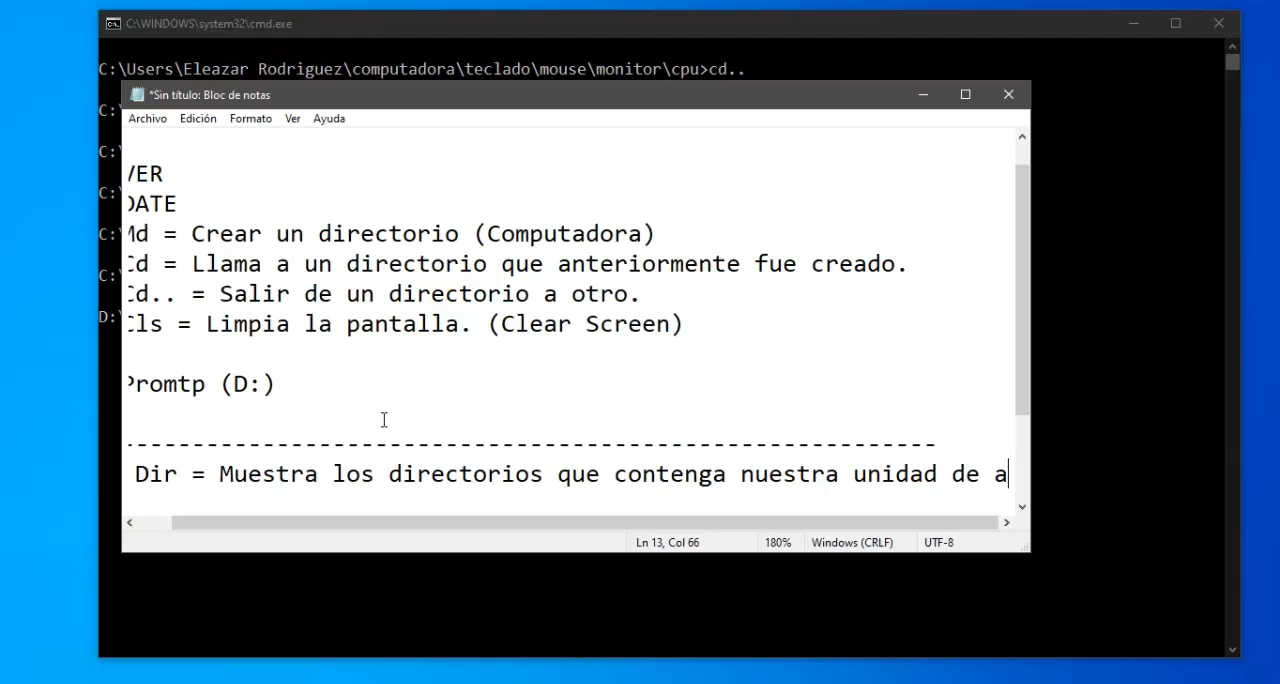 C:\WINDOWS\system32\cmd.exe
C:\Users\Eleazar Rodriguez\computadora\teclado\mouse\monitor\cpu>cd..
*Sin título: Bloc de notas
Archivo Edición Formato Ver Ayuda
C:\
C:\
C:\
C:\
C:\
D:\
VER
DATE
Md = Crear un directorio (Computadora)
Cd = Llama a un directorio que anteriormente fue creado.
Cd.. = Salir de un directorio a otro.
Cls = Limpia la pantalla. (Clear Screen)
Promtp (D:)
-----------------------------------------------------------
Dir = Muestra los directorios que contenga nuestra unidad de a
Ln 13, Col 66 180% Windows (CRLF) UTF-8